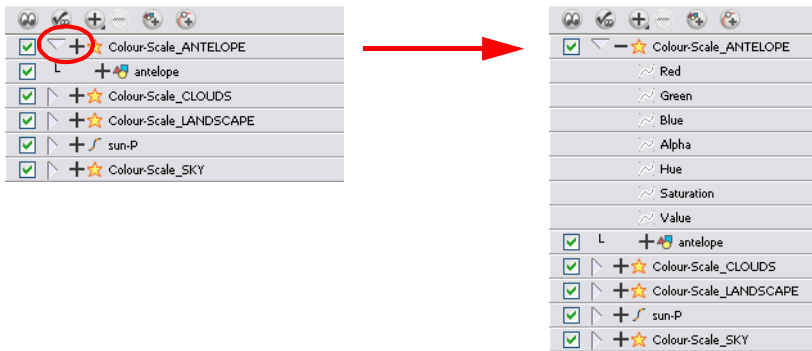 Colour-Scale_ANTELOPE
antelope
Colour-Scale_CLOUDS
Colour-Scale_LANDSCAPE
sun-P
Colour-Scale_SKY
Colour-Scale_ANTELOPE
Red
Green
Blue
Alpha
Hue
Saturation
Value
antelope
Colour-Scale_CLOUDS
Colour-Scale_LANDSCAPE
sun-P
Colour-Scale_SKY